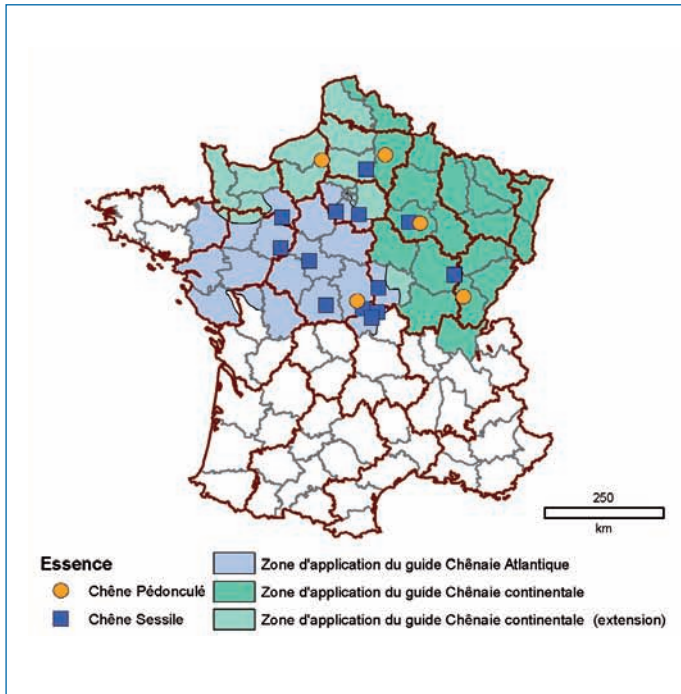 250
km
Essence
Chêne Pédonculé
Chêne Sessile
Zone d'application du guide Chênaie Atlantique
Zone d'application du guide Chênaie continentale
Zone d'application du guide Chênaie continentale (extension)